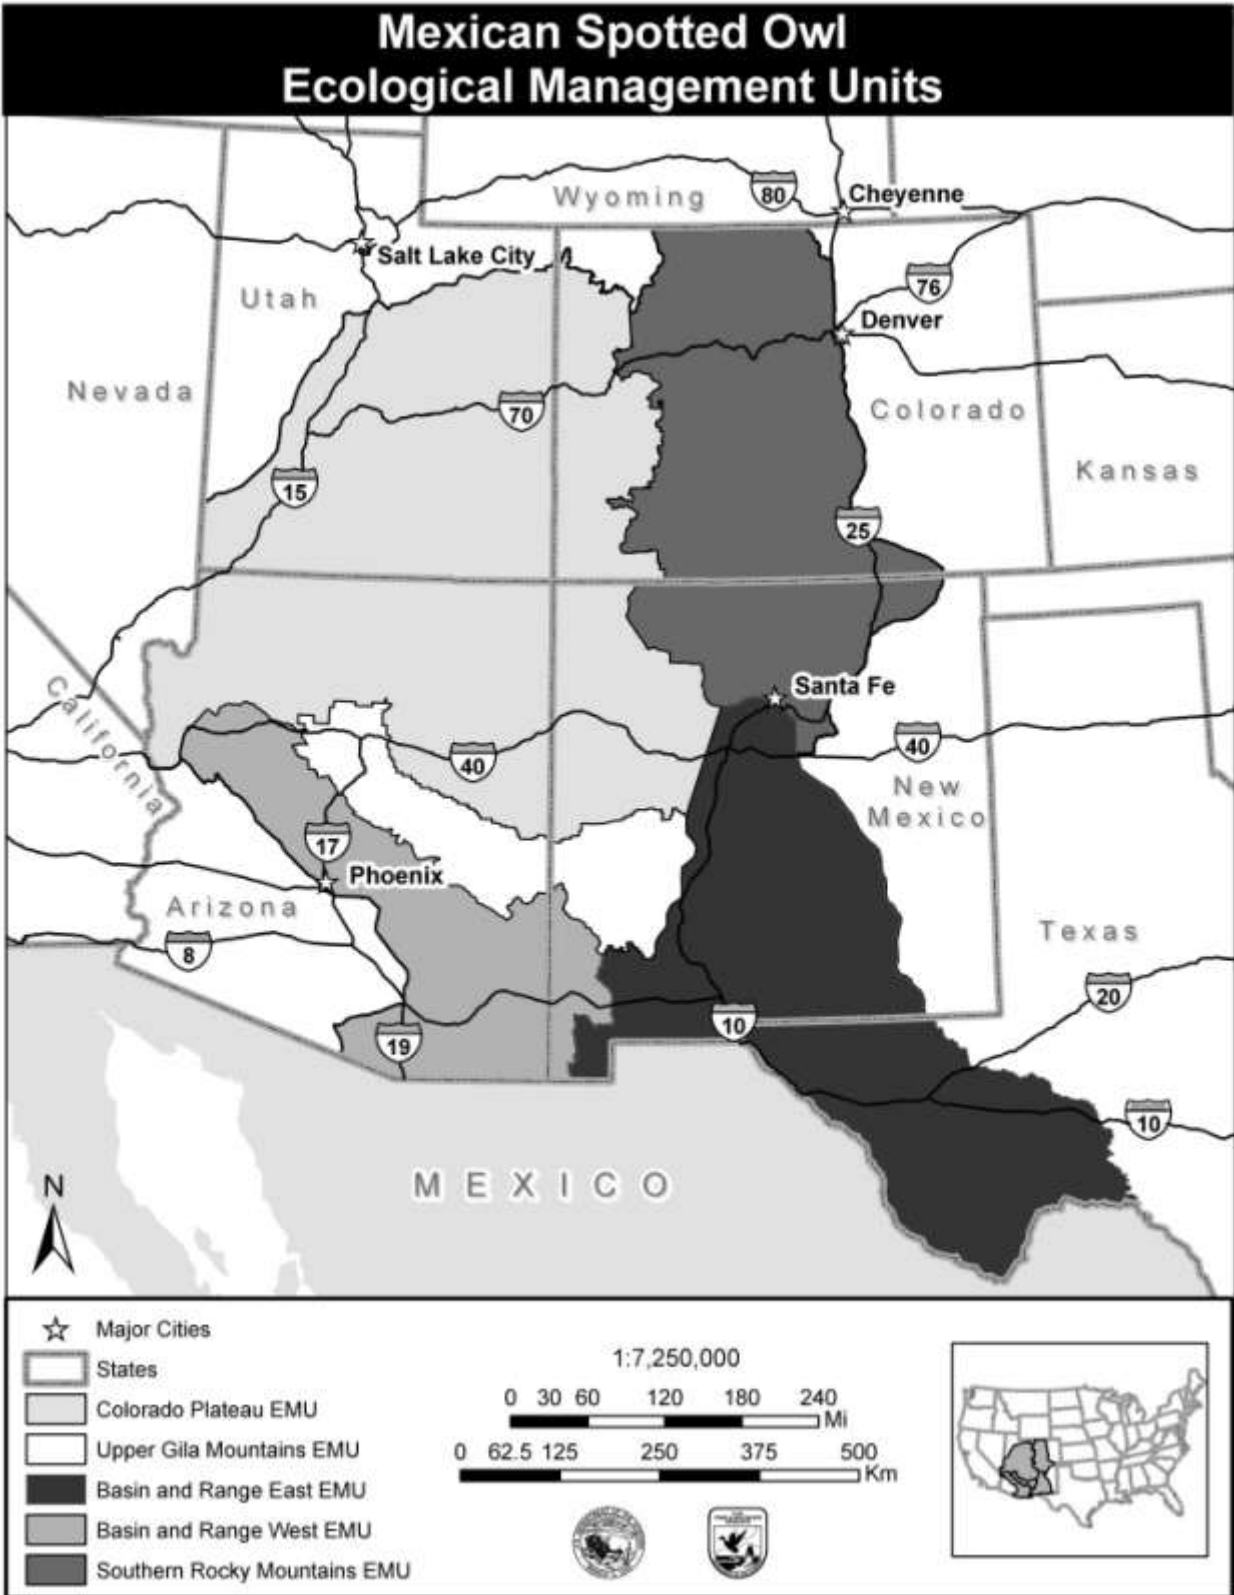 Mexican Spotted Owl
Ecological Management Units
Wyoming
80
Cheyenne
Salt Lake City
Utah
76
Denver
Nevada
70
Colorado
Kansas
15
25
California
Santa Fe
40
40
New
Mexico
17
Phoenix
Arizona
8
Texas
20
10
19
10
MEXICO
N
Major Cities
States
Colorado Plateau EMU
Upper Gila Mountains EMU
Basin and Range East EMU
Basin and Range West EMU
Southern Rocky Mountains EMU
1:7,250,000
0 30 60 120 180 240
Mi
0 62.5 125 250 375 500
Km